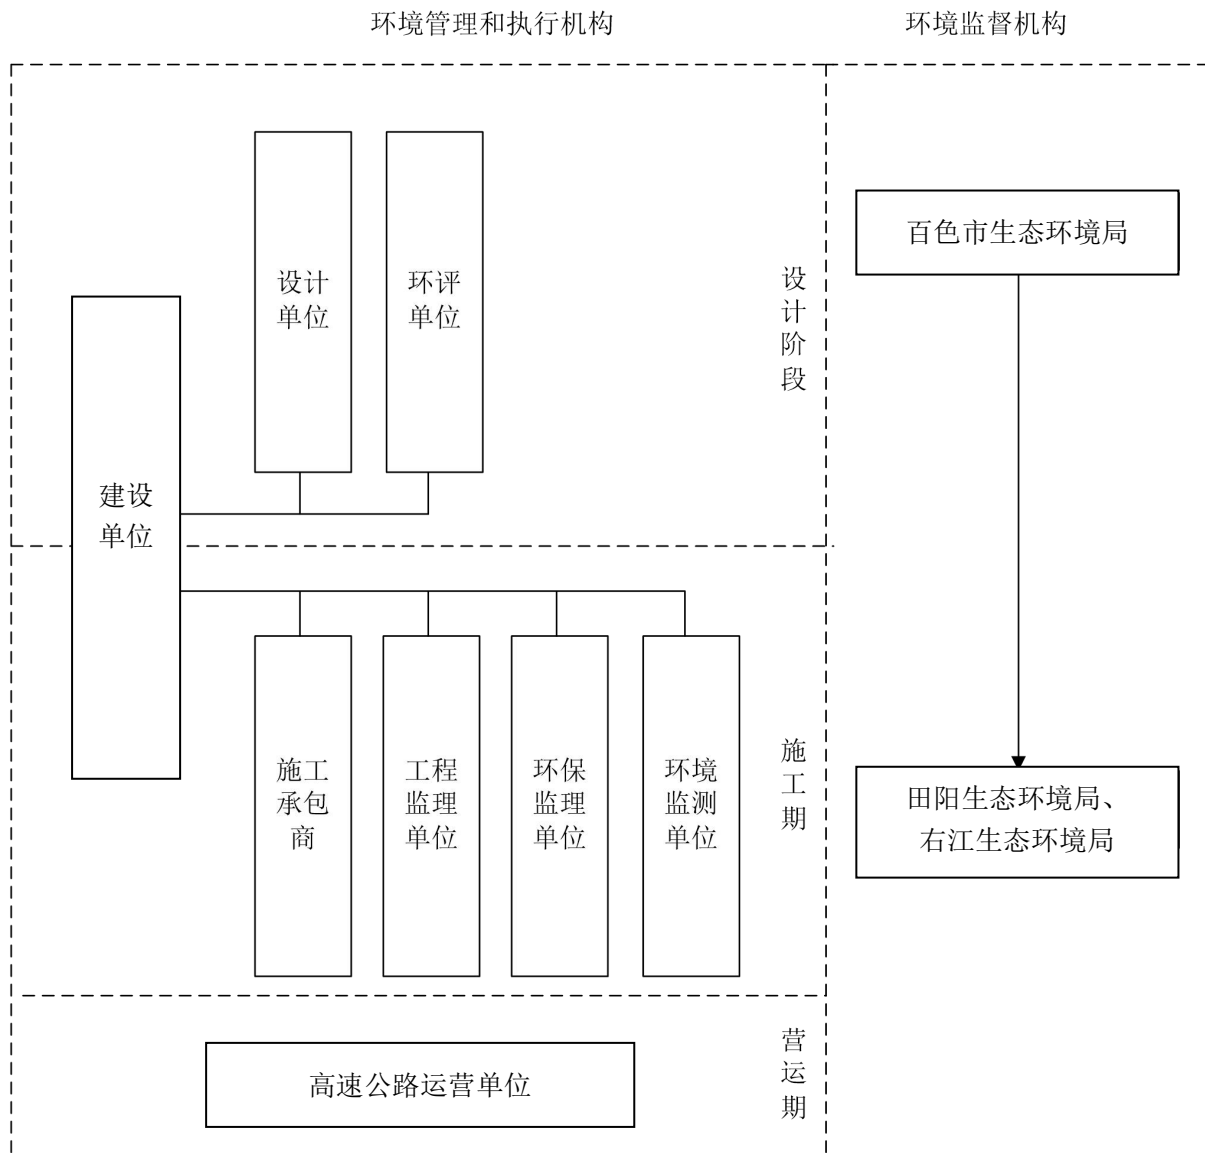 环境管理和执行机构
环境监督机构
设计
单位
环评
单位
设
计
阶
段
百色市生态环境局
建设
单位
施工
承包
商
工程
监理
单位
环保
监理
单位
环境
监测
单位
施
工
期
田阳生态环境局、
右江生态环境局
高速公路运营单位
营
运
期